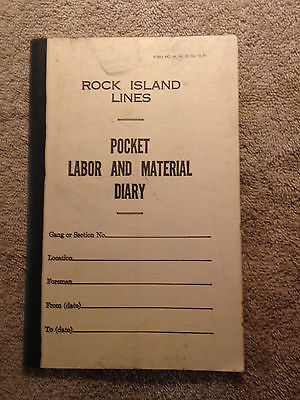 ROCK ISLAND
LINES
POCKET
LABOR AND MATERIAL
DIARY
Gang or Section No.
Location
Foreman
From (date)
To (date)